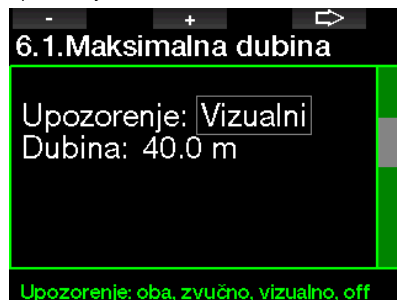 - + 
6.1.Maksimalna dubina
Upozorenje: Vizualni
Dubina: 40.0 m
Upozorenje: oba, zvučno, vizualno, off